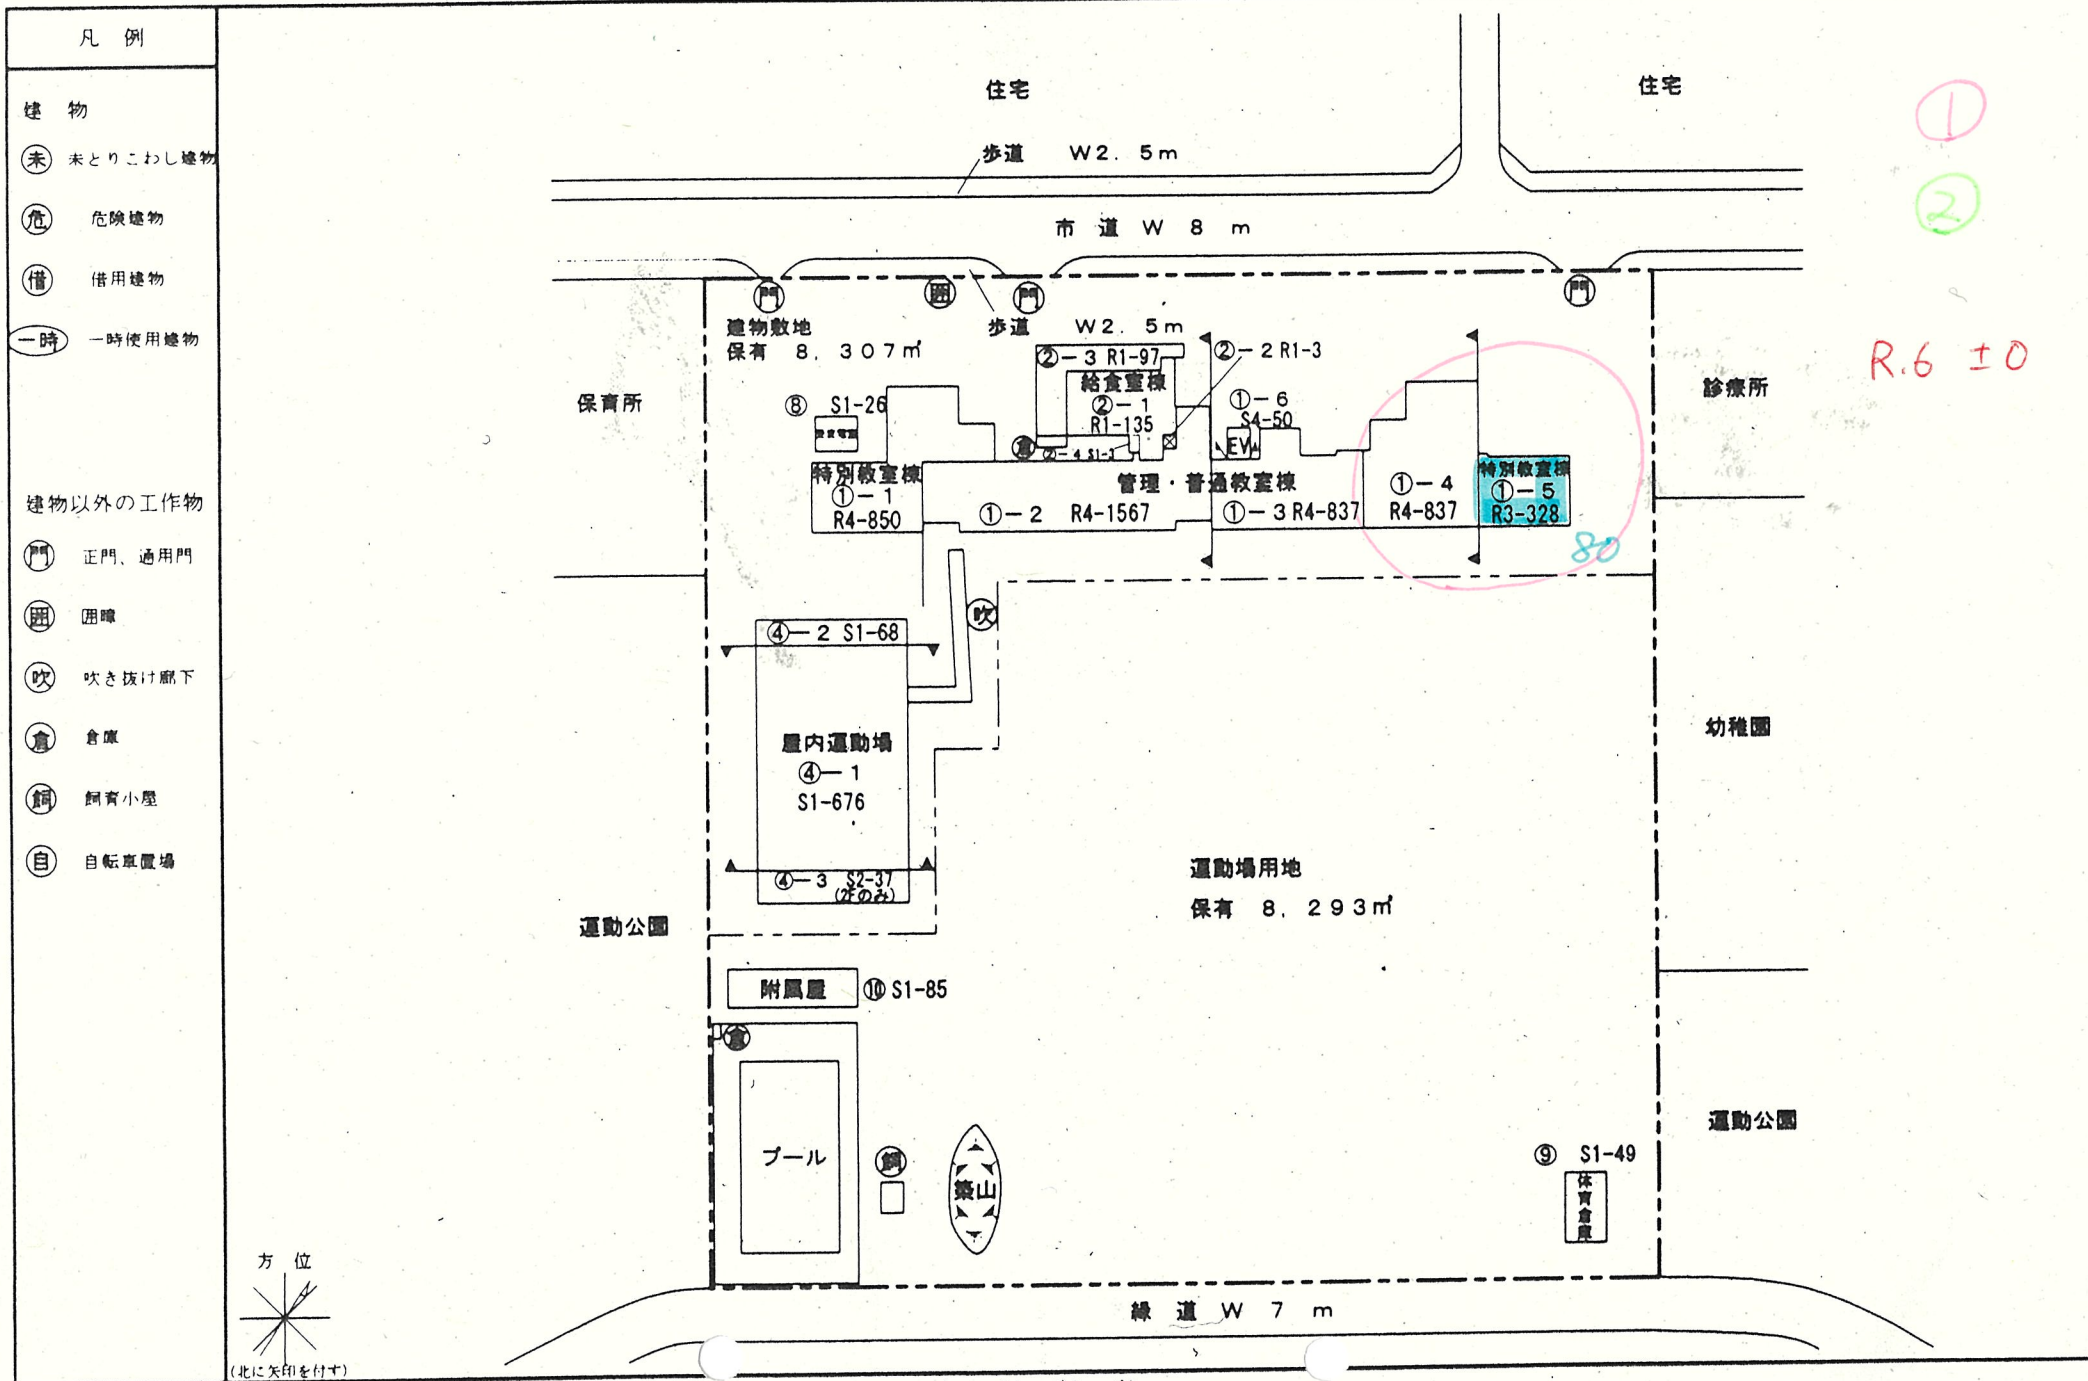 凡 例
建 物
未 未とりこわし建物
危 危険建物
借 借用建物
一時 一時使用建物
建物以外の工作物
門 正門、通用門
囲 囲障
吹 吹き抜け廊下
倉 倉庫
飼 飼育小屋
自 自転車置場
方 位
(北に矢印を付す)
住宅
住宅
①
歩道 W2.5m
②
市 道 W 8 m
門
囲
門
門
建物敷地
保有 8,307㎡
歩道 W2.5m
R.6 ±0
②-3 R1-97
②-2 R1-3
給食室棟
②-1
R1-135
保育所
⑧ S1-26
①-6
S4-50
診療所
倉
②-4 S1-3
EV
特別教室棟
①-1
R4-850
管理・普通教室棟
①-2 R4-1567
①-3 R4-837
①-4
R4-837
特別教室棟
①-5
R3-328
80
吹
④-2 S1-68
屋内運動場
④-1
S1-676
④-3 S2-37
(2Fのみ)
幼稚園
運動場用地
保有 8,293㎡
運動公園
附属屋 ⑩ S1-85
倉
プール
飼
築山
運動公園
⑨ S1-49
体育倉庫
緑 道 W 7 m